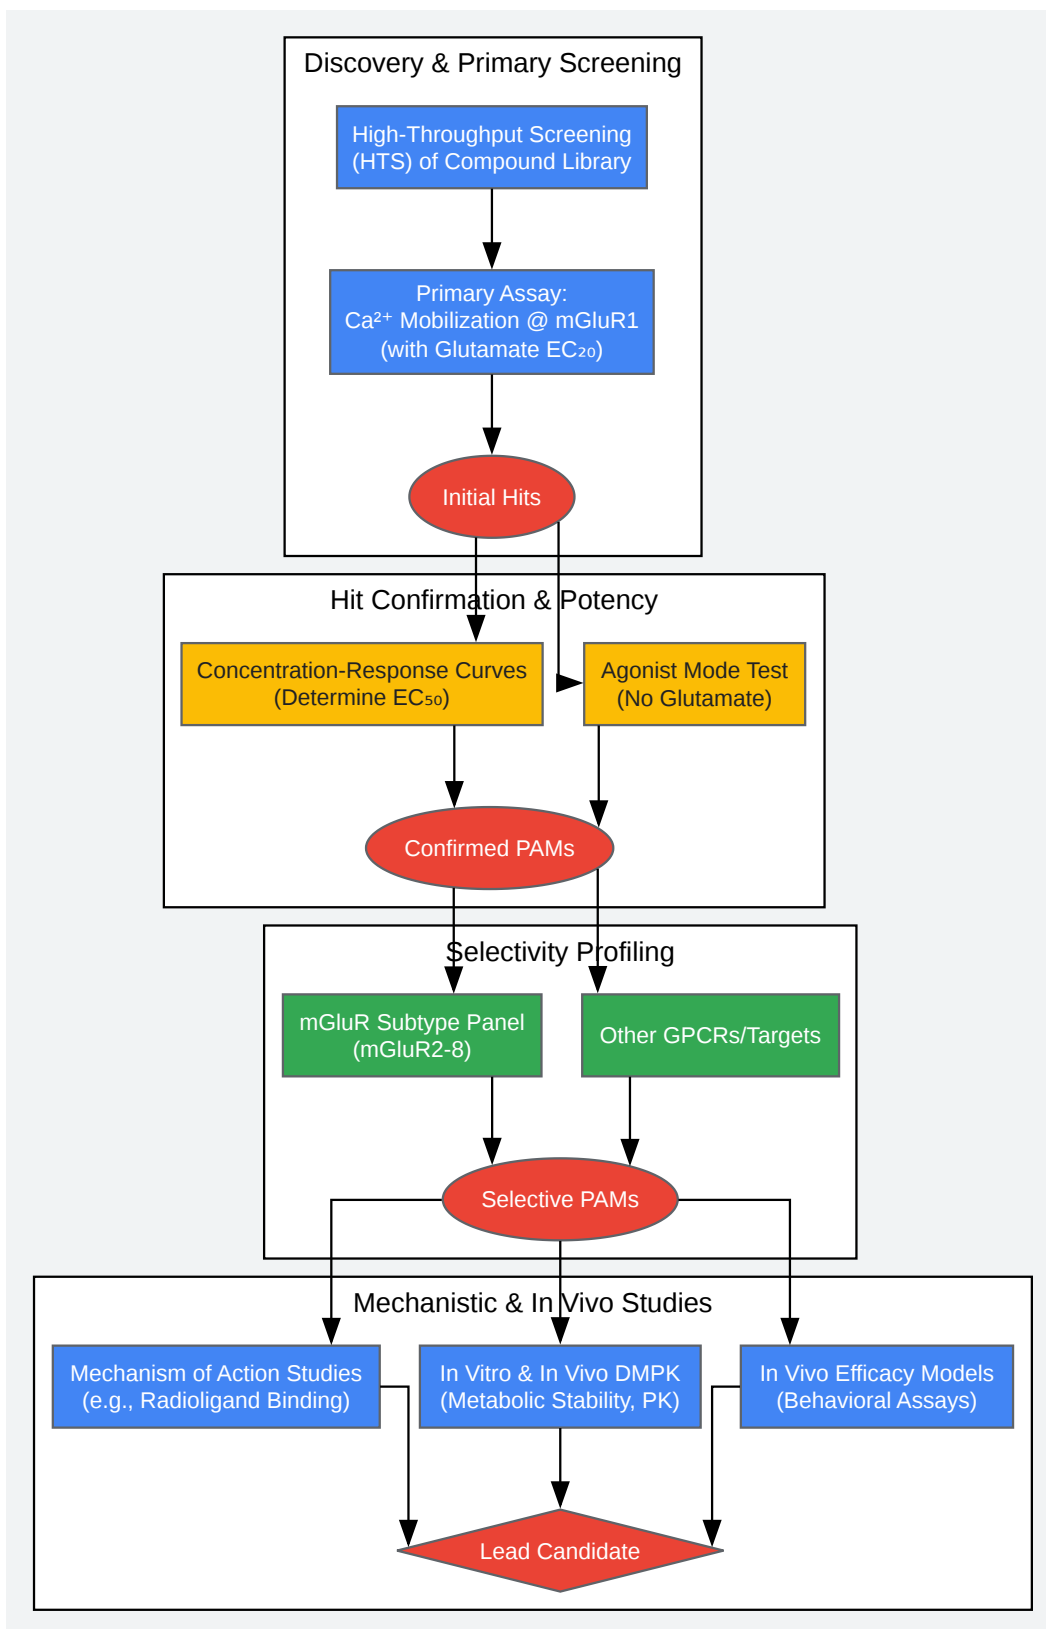 Discovery & Primary Screening
High-Throughput Screening
(HTS) of Compound Library
Primary Assay:
Ca²⁺ Mobilization @ mGluR1
(with Glutamate EC₂₀)
Initial Hits
Hit Confirmation & Potency
Concentration-Response Curves
(Determine EC₅₀)
Agonist Mode Test
(No Glutamate)
Confirmed PAMs
Selectivity Profiling
mGluR Subtype Panel
(mGluR2-8)
Other GPCRs/Targets
Selective PAMs
Mechanistic & In Vivo Studies
Mechanism of Action Studies
(e.g., Radioligand Binding)
In Vitro & In Vivo DMPK
(Metabolic Stability, PK)
In Vivo Efficacy Models
(Behavioral Assays)
Lead Candidate